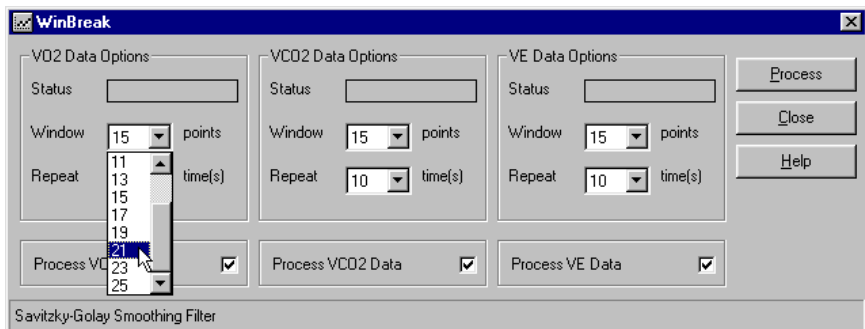 WinBreak
VO2 Data Options
VCO2 Data Options
VE Data Options
Status
Status
Status
Process
Close
Help
Window 15 points
Window 15 points
Window 15 points
11
13
15
17
19
21
23
25
Repeat time(s)
Repeat 10 time(s)
Repeat 10 time(s)
Process
Process VCO2 Data
Process VE Data
Savitzky-Golay Smoothing Filter